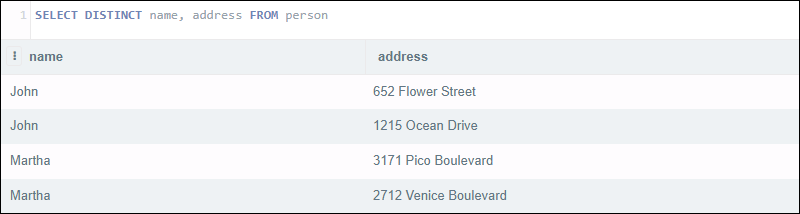 1 SELECT DISTINCT name, address FROM person
name address
John 652 Flower Street
John 1215 Ocean Drive
Martha 3171 Pico Boulevard
Martha 2712 Venice Boulevard